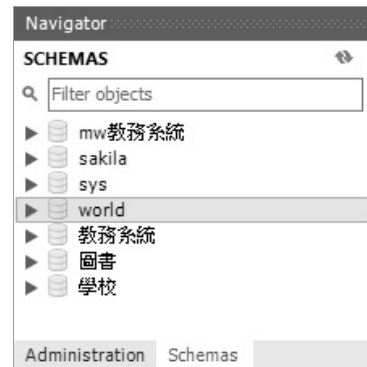 Navigator
SCHEMAS
Filter objects
mw教務系統
sakila
sys
world
教務系統
圖書
學校
Administration Schemas